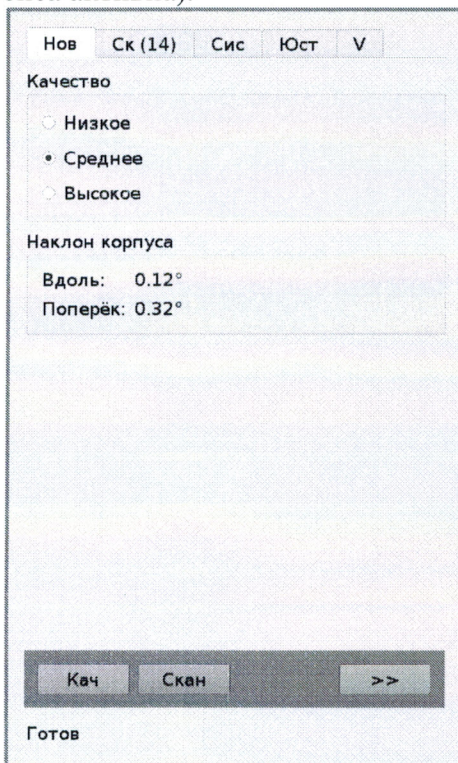 Нов Ск (14) Сис Юст V
Качество
Низкое
Среднее
Высокое
Наклон корпуса
Вдоль: 0.12°
Поперёк: 0.32°
Кач Скан >>
Готов